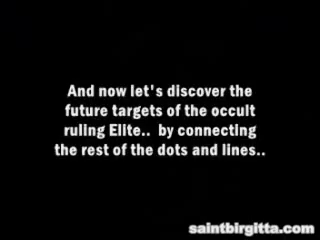 And now let's discover the
future targets of the occult
ruling Elite.. by connecting
the rest of the dots and lines..
saintbirgitta.com